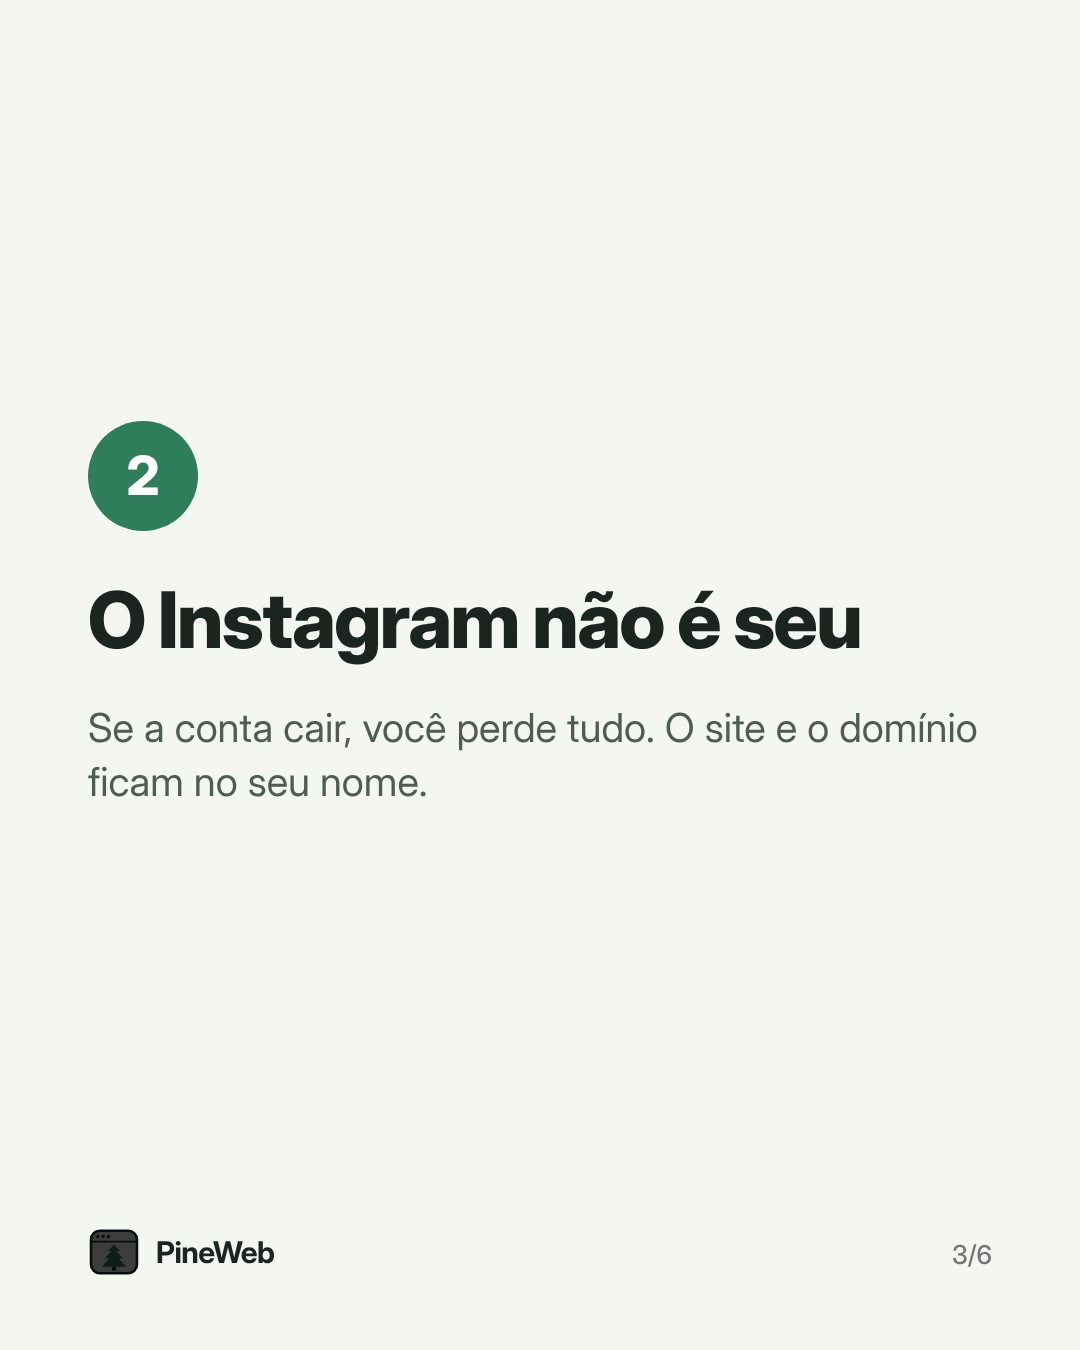 2
O Instagram não é seu
Se a conta cair, você perde tudo. O site e o domínio
ficam no seu nome.
PineWeb
3/6